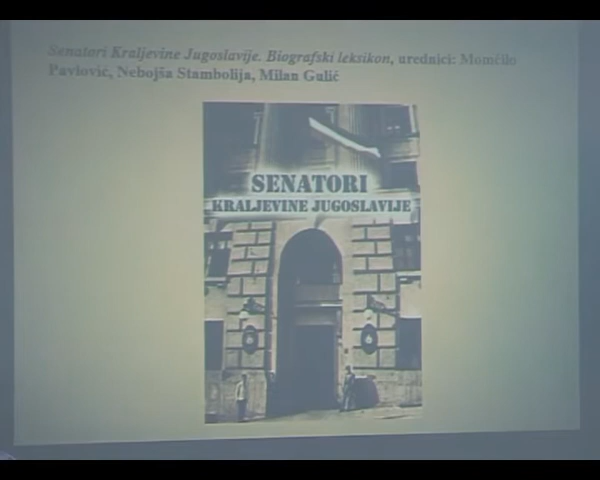 Senatori Kraljevine Jugoslavije. Biografski leksikon, urednici: Momčilo
Pavlović, Nebojša Stambolija, Milan Gulić
SENATORI
KRALJEVINE JUGOSLAVIJE